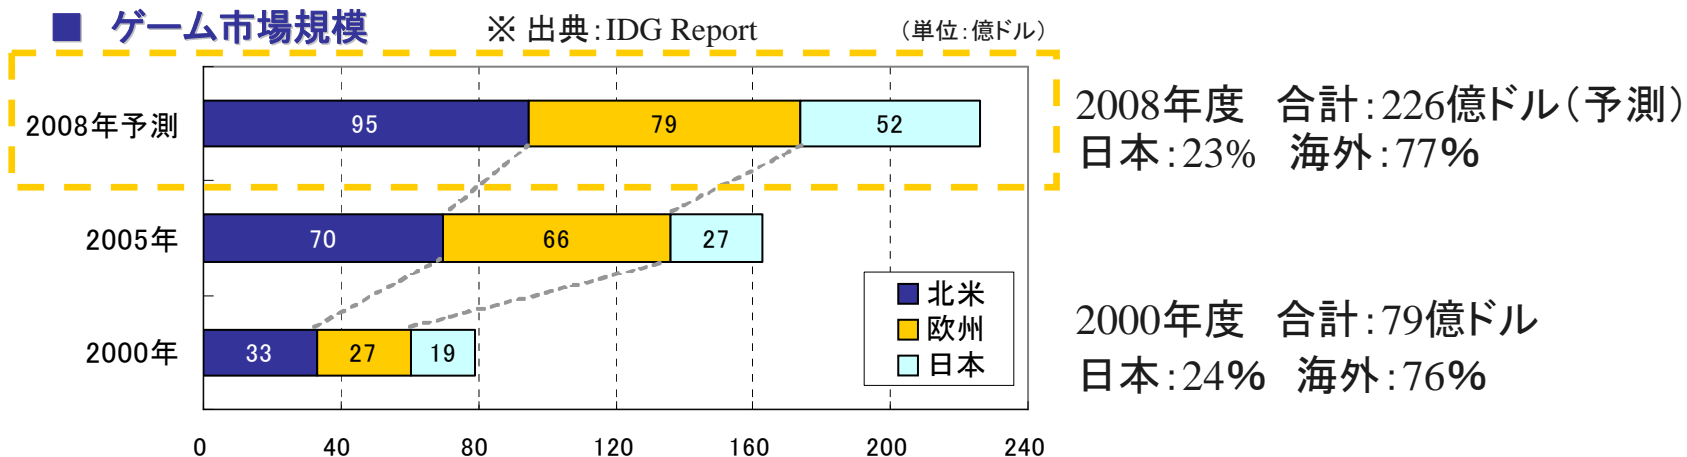 ■ ゲーム市場規模 ※ 出典：IDG Report （単位：億ドル）
2008年予測 95 79 52
2008年度　合計：226億ドル（予測）
日本：23%　海外：77%
2005年 70 66 27
北米
欧州
日本
2000年 33 27 19
2000年度　合計：79億ドル
日本：24%　海外：76%
0 40 80 120 160 200 240